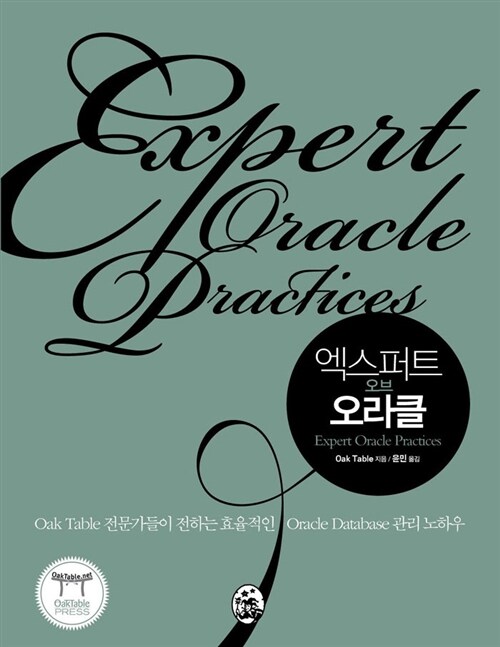 Expert
Oracle
Practices
엑스퍼트
오브
오라클
Expert Oracle Practices
Oak Table 지음 / 윤민 옮김
Oak Table 전문가들이 전하는 효율적인 Oracle Database 관리 노하우
OakTable.net
OakTable
PRESS